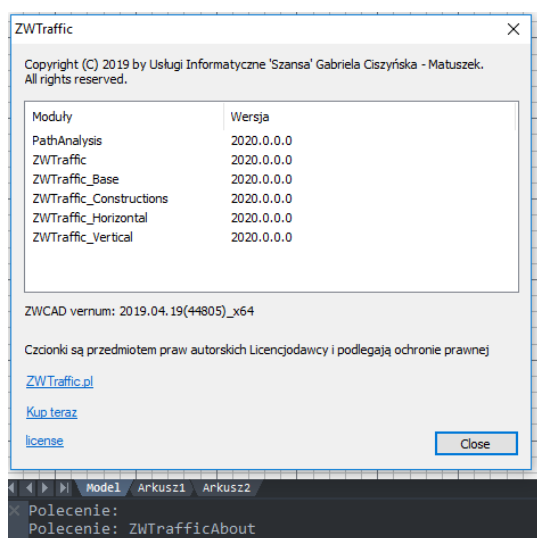 ZWTraffic
Copyright (C) 2019 by Usługi Informatyczne 'Szansa' Gabriela Ciszyńska - Matuszek.
All rights reserved.
Moduły Wersja
PathAnalysis 2020.0.0.0
ZWTraffic 2020.0.0.0
ZWTraffic_Base 2020.0.0.0
ZWTraffic_Constructions 2020.0.0.0
ZWTraffic_Horizontal 2020.0.0.0
ZWTraffic_Vertical 2020.0.0.0
ZWCAD vernum: 2019.04.19(44805)_x64
Czcionki są przedmiotem praw autorskich Licencjodawcy i podlegają ochronie prawnej
ZWTraffic.pl
Kup teraz
license
Close
Model Arkusz1 Arkusz2
Polecenie:
Polecenie: ZWTrafficAbout